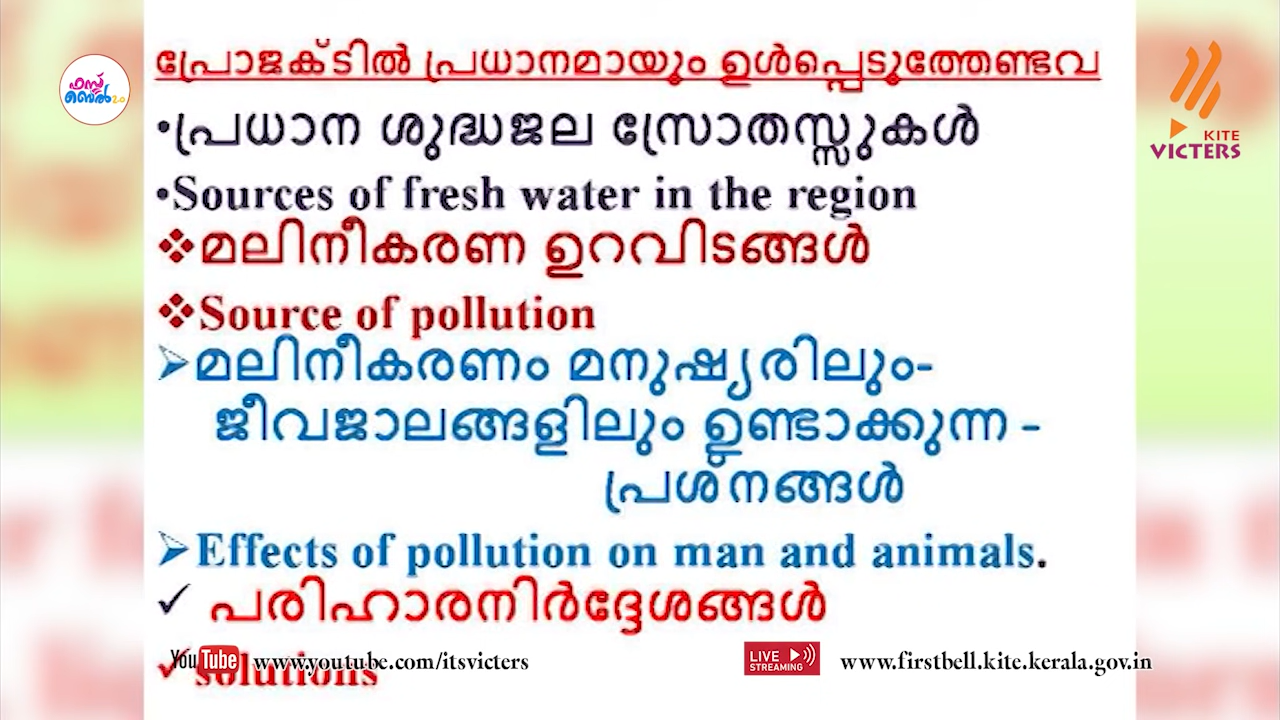 പ്രോജക്ടിൽ പ്രധാനമായും ഉൾപ്പെടുത്തേണ്ടവ
ഫസ്റ്റ്
ബെൽ 2.0
•പ്രധാന ശുദ്ധജല സ്രോതസ്സുകൾ
KITE
VICTERS
•Sources of fresh water in the region
❖മലിനീകരണ ഉറവിടങ്ങൾ
❖Source of pollution
➢മലിനീകരണം മനുഷ്യരിലും-
ജീവജാലങ്ങളിലും ഉണ്ടാക്കുന്ന -
പ്രശ്നങ്ങൾ
➢Effects of pollution on man and animals.
✓ പരിഹാരനിർദ്ദേശങ്ങൾ
✓solutions
YouTube www.youtube.com/itsvicters
LIVE STREAMING www.firstbell.kite.kerala.gov.in